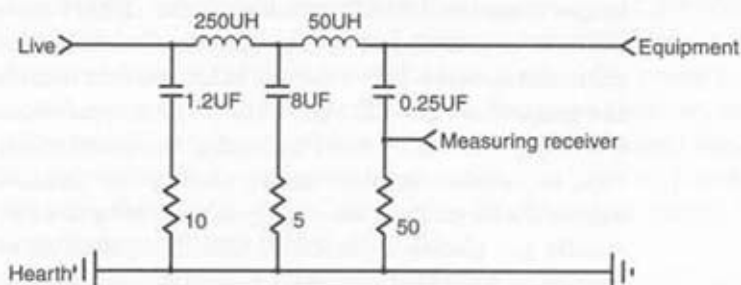 250UH 50UH
Live Equipment
1.2UF 8UF 0.25UF
Measuring receiver
10 5 50
Hearth